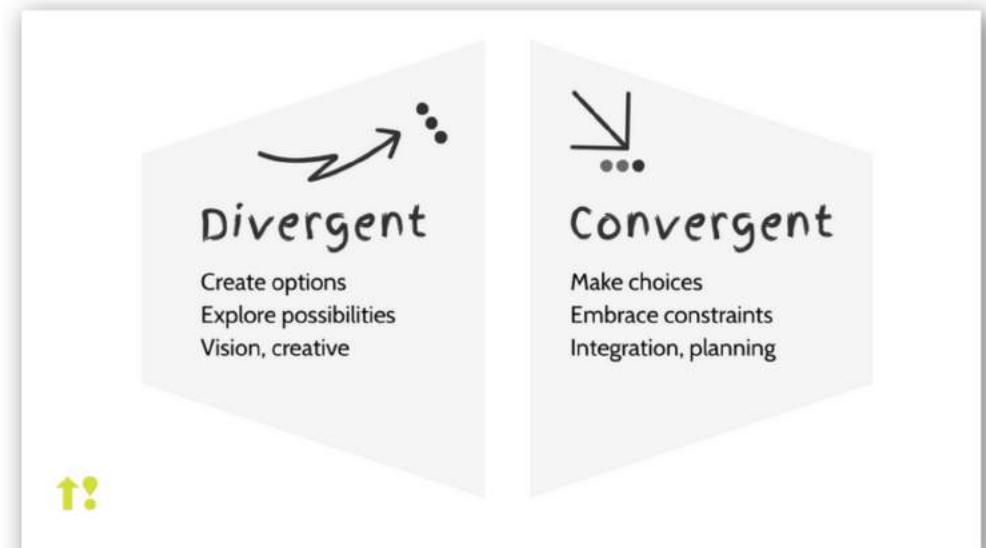 Divergent
Create options
Explore possibilities
Vision, creative
Convergent
Make choices
Embrace constraints
Integration, planning